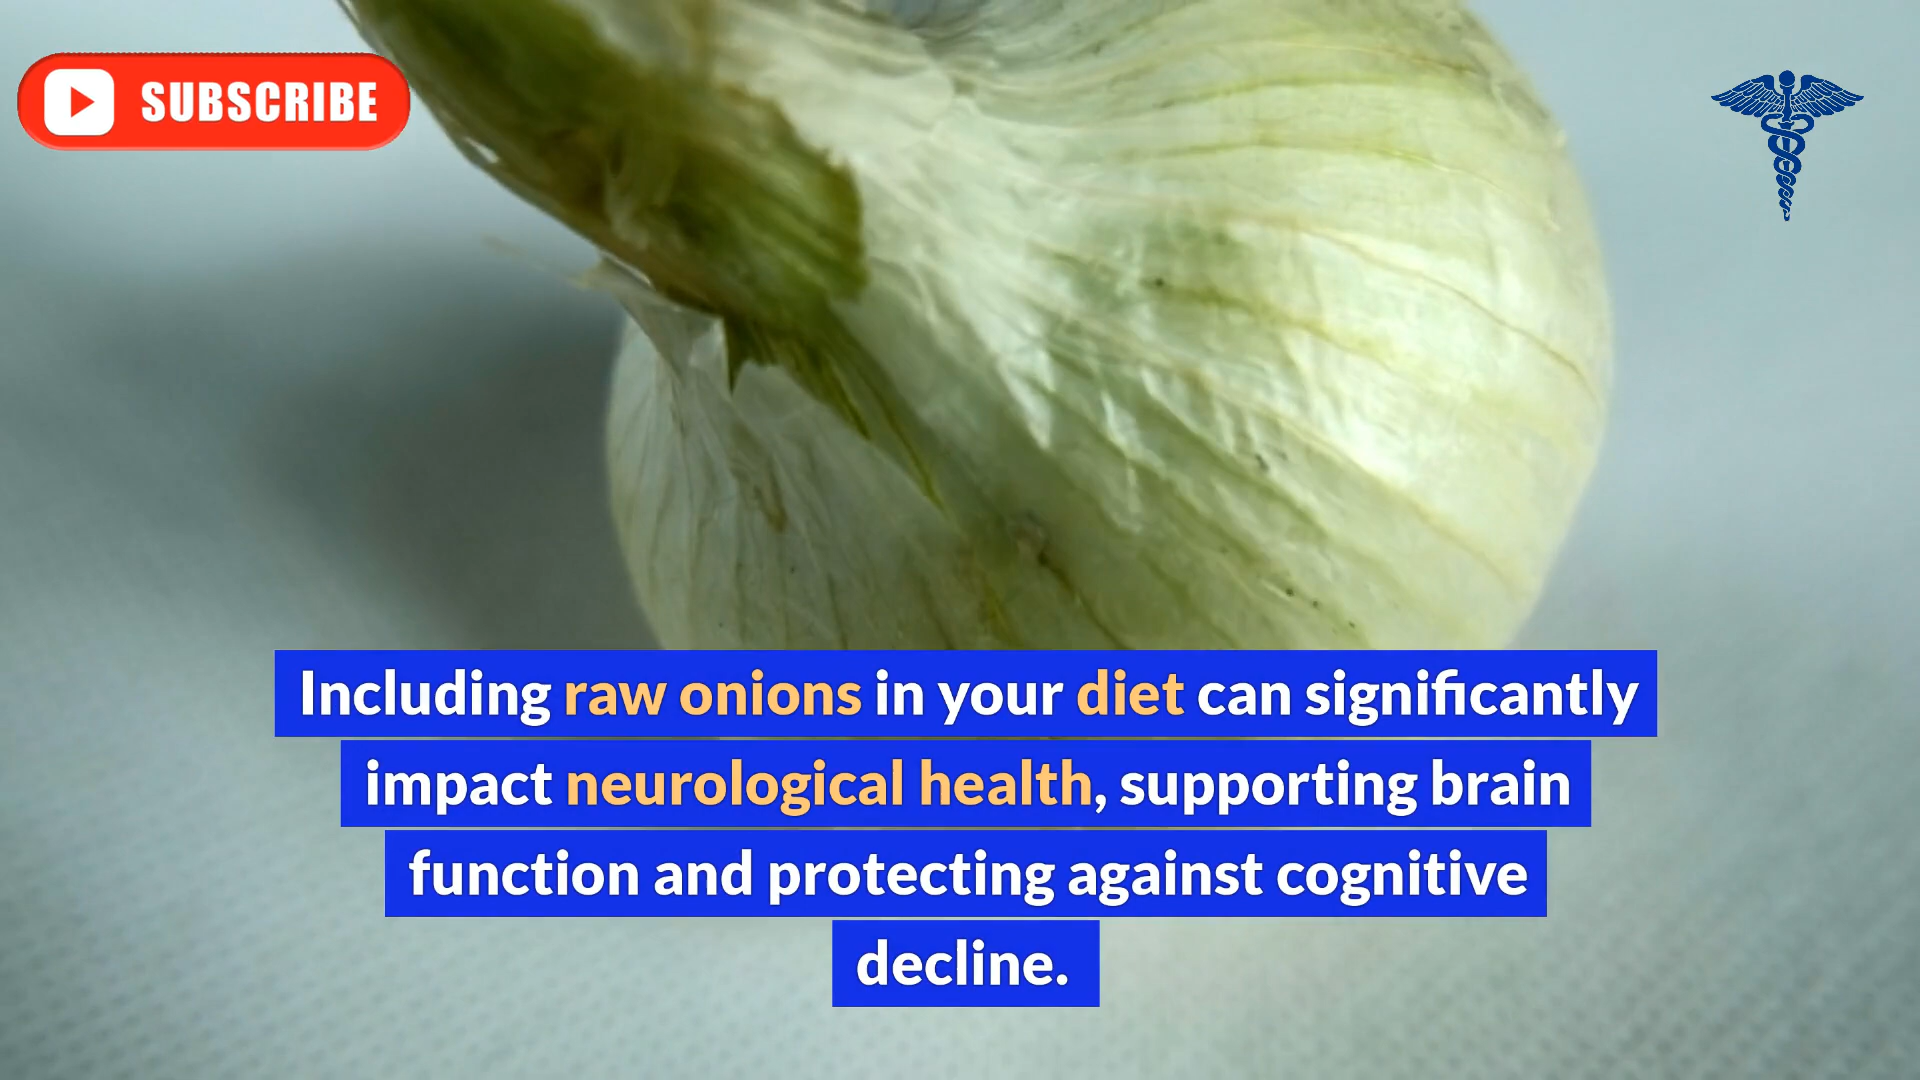 SUBSCRIBE
Including raw onions in your diet can significantly
impact neurological health, supporting brain
function and protecting against cognitive
decline.